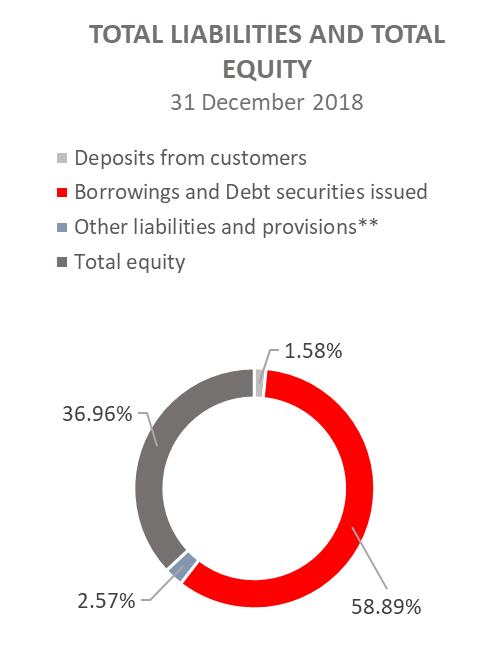 TOTAL LIABILITIES AND TOTAL
EQUITY
31 December 2018
Deposits from customers
Borrowings and Debt securities issued
Other liabilities and provisions**
Total equity
1.58%
36.96%
2.57%
58.89%